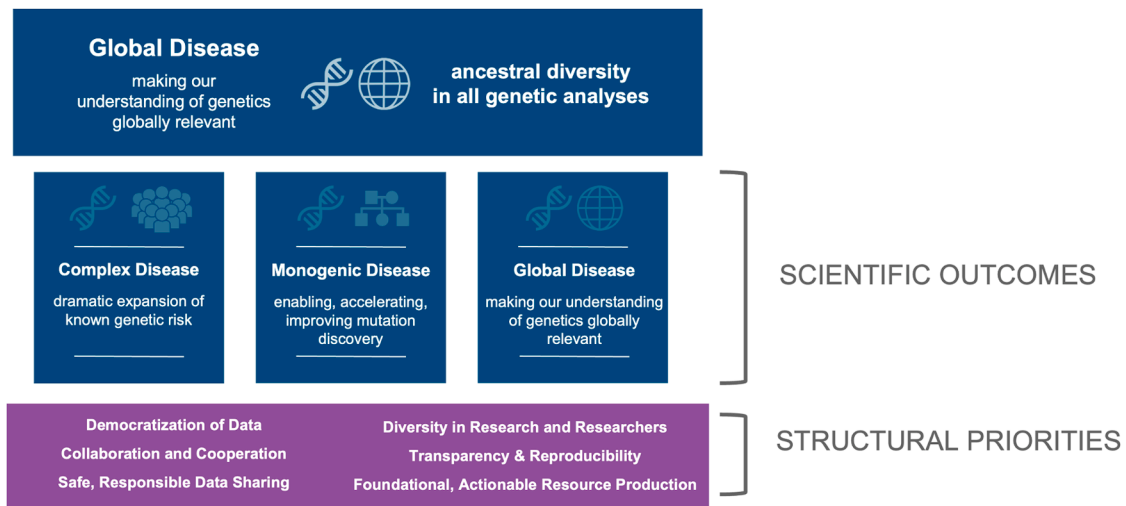 Global Disease
making our
understanding of genetics
globally relevant
ancestral diversity
in all genetic analyses
Complex Disease
dramatic expansion of
known genetic risk
Monogenic Disease
enabling, accelerating,
improving mutation
discovery
Global Disease
making our understanding
of genetics globally
relevant
SCIENTIFIC OUTCOMES
Democratization of Data
Collaboration and Cooperation
Safe, Responsible Data Sharing
Diversity in Research and Researchers
Transparency & Reproducibility
Foundational, Actionable Resource Production
STRUCTURAL PRIORITIES